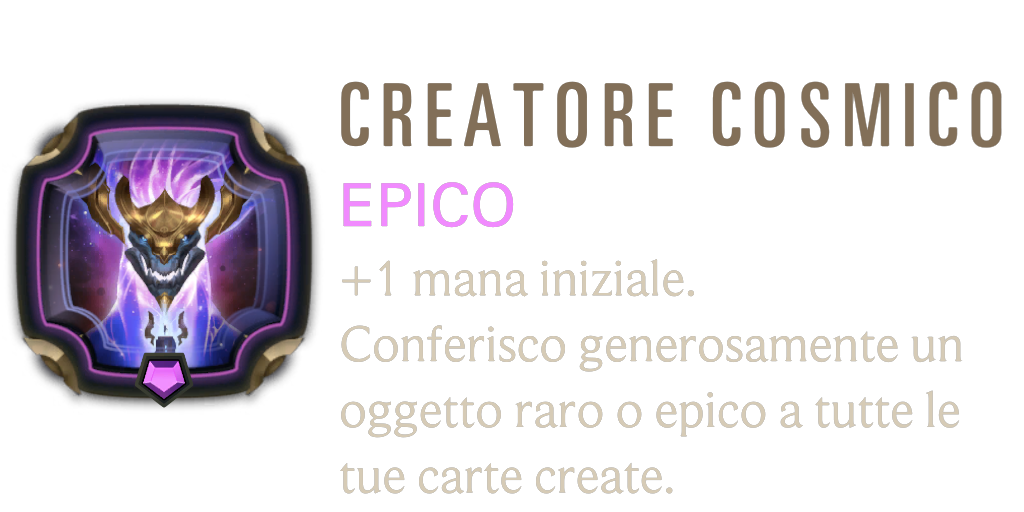 CREATORE COSMICO
EPICO
+1 mana iniziale.
Conferisco generosamente un
oggetto raro o epico a tutte le
tue carte create.